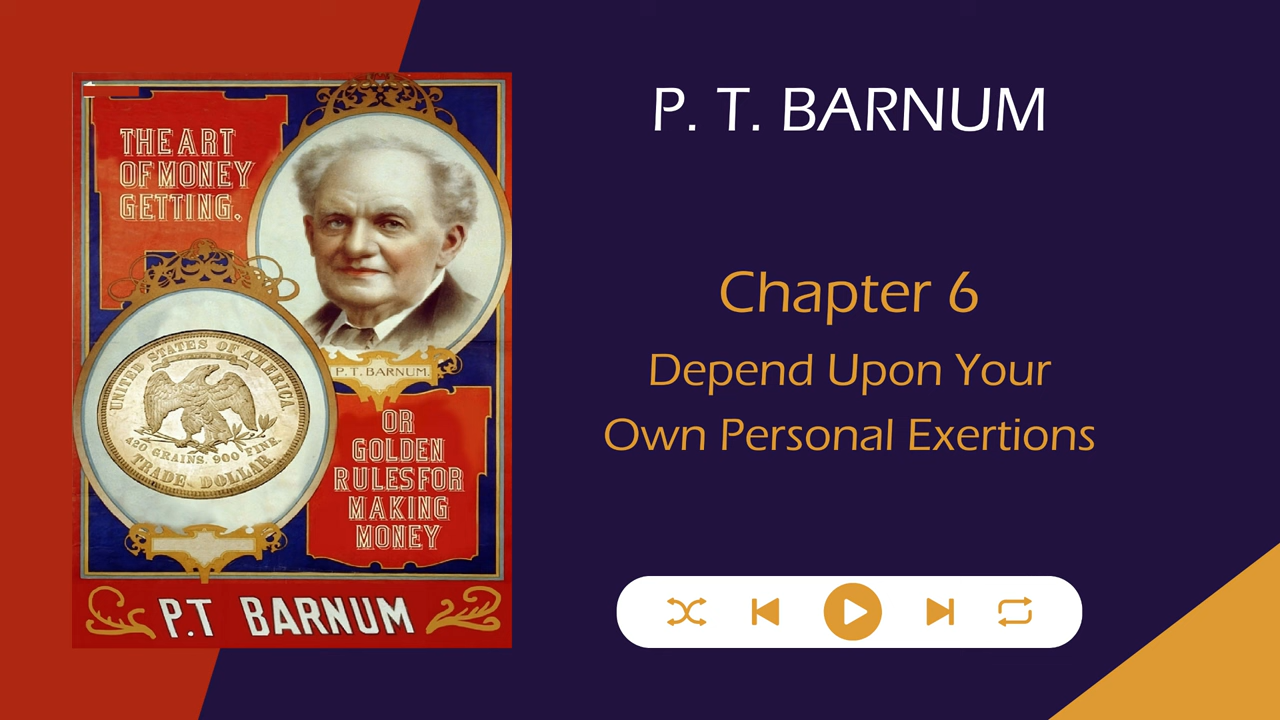 THE ART
OF MONEY
GETTING.
P. T. BARNUM.
UNITED STATES OF AMERICA.
420 GRAINS, 900 FINE.
TRADE DOLLAR.
OR
GOLDEN
RULES FOR
MAKING
MONEY
P.T BARNUM
P. T. BARNUM
Chapter 6
Depend Upon Your
Own Personal Exertions